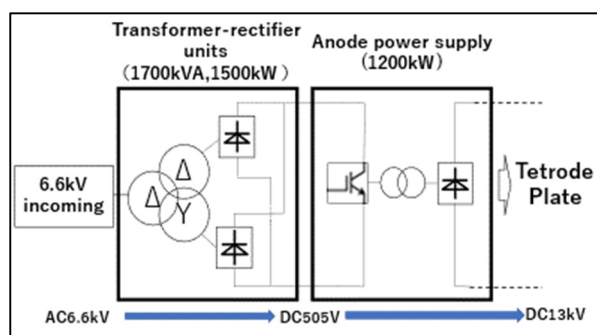 Transformer-rectifier
units
(1700kVA,1500kW)
Anode power supply
(1200kW)
6.6kV
incoming
Δ
Δ
Y
Tetrode
Plate
AC6.6kV
DC505V
DC13kV